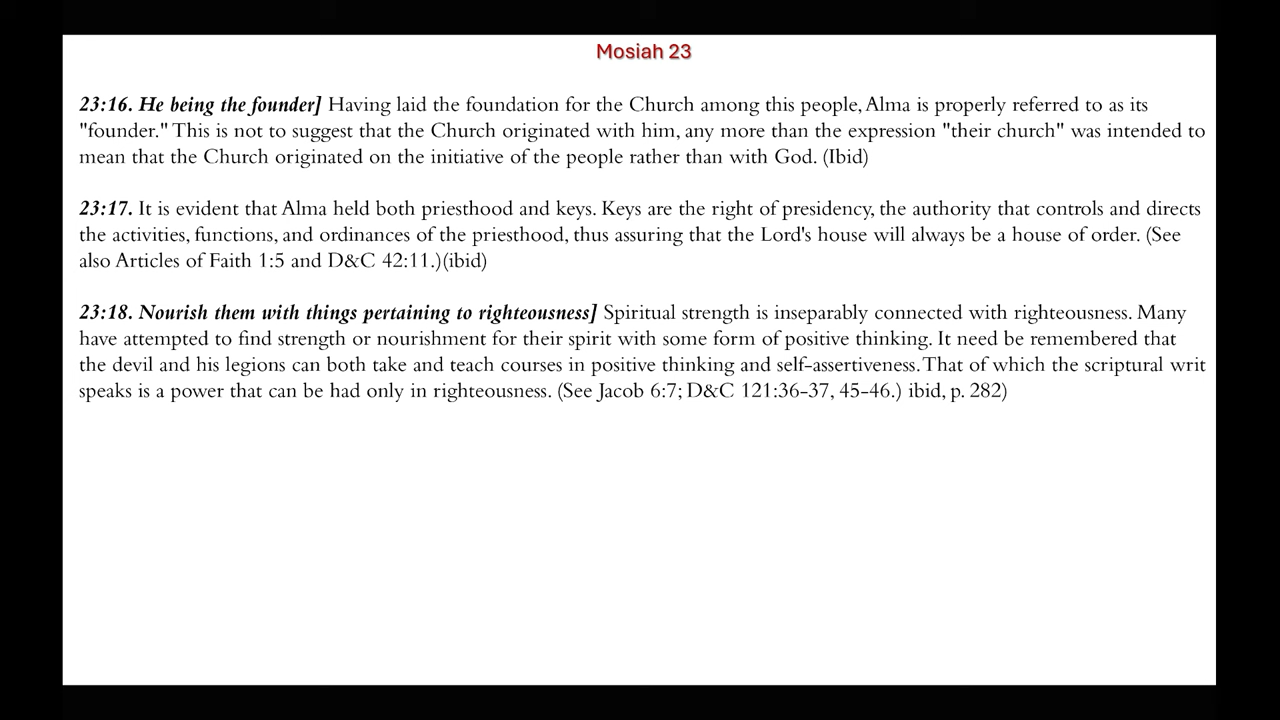 Mosiah 23
23:16. He being the founder] Having laid the foundation for the Church among this people, Alma is properly referred to as its
"founder." This is not to suggest that the Church originated with him, any more than the expression "their church" was intended to
mean that the Church originated on the initiative of the people rather than with God. (Ibid)
23:17. It is evident that Alma held both priesthood and keys. Keys are the right of presidency, the authority that controls and directs
the activities, functions, and ordinances of the priesthood, thus assuring that the Lord's house will always be a house of order. (See
also Articles of Faith 1:5 and D&C 42:11.)(ibid)
23:18. Nourish them with things pertaining to righteousness] Spiritual strength is inseparably connected with righteousness. Many
have attempted to find strength or nourishment for their spirit with some form of positive thinking. It need be remembered that
the devil and his legions can both take and teach courses in positive thinking and self-assertiveness. That of which the scriptural writ
speaks is a power that can be had only in righteousness. (See Jacob 6:7; D&C 121:36-37, 45-46.) ibid, p. 282)